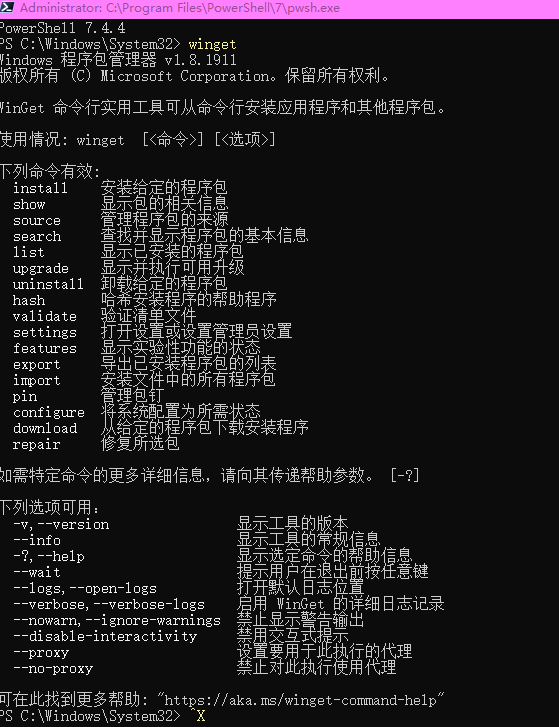 Administrator: C:\Program Files\PowerShell\7\pwsh.exe
PowerShell 7.4.4
PS C:\Windows\System32> winget
Windows 程序包管理器 v1.8.1911
版权所有 (C) Microsoft Corporation。保留所有权利。
WinGet 命令行实用工具可从命令行安装应用程序和其他程序包。
使用情况: winget [<命令>] [<选项>]
下列命令有效:
install 安装给定的程序包
show 显示包的相关信息
source 管理程序包的来源
search 查找并显示程序包的基本信息
list 显示已安装的程序包
upgrade 显示并执行可用升级
uninstall 卸载给定的程序包
hash 哈希安装程序的帮助程序
validate 验证清单文件
settings 打开设置或设置管理员设置
features 显示实验性功能的状态
export 导出已安装程序包的列表
import 安装文件中的所有程序包
pin 管理包钉
configure 将系统配置为所需状态
download 从给定的程序包下载安装程序
repair 修复所选包
如需特定命令的更多详细信息，请向其传递帮助参数。 [-?]
下列选项可用：
-v,--version 显示工具的版本
--info 显示工具的常规信息
-?,--help 显示选定命令的帮助信息
--wait 提示用户在退出前按任意键
--logs,--open-logs 打开默认日志位置
--verbose,--verbose-logs 启用 WinGet 的详细日志记录
--nowarn,--ignore-warnings 禁止显示警告输出
--disable-interactivity 禁用交互式提示
--proxy 设置要用于此执行的代理
--no-proxy 禁止对此执行使用代理
可在此找到更多帮助: "https://aka.ms/winget-command-help"
PS C:\Windows\System32> ^X